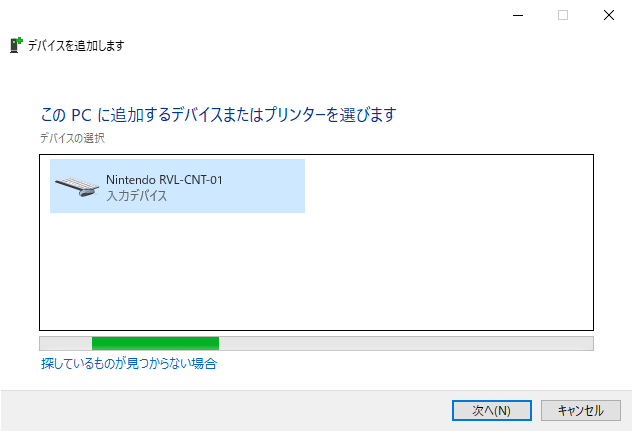 デバイスを追加します
この PC に追加するデバイスまたはプリンターを選びます
デバイスの選択
Nintendo RVL-CNT-01
入力デバイス
探しているものが見つからない場合
次へ(N)
キャンセル